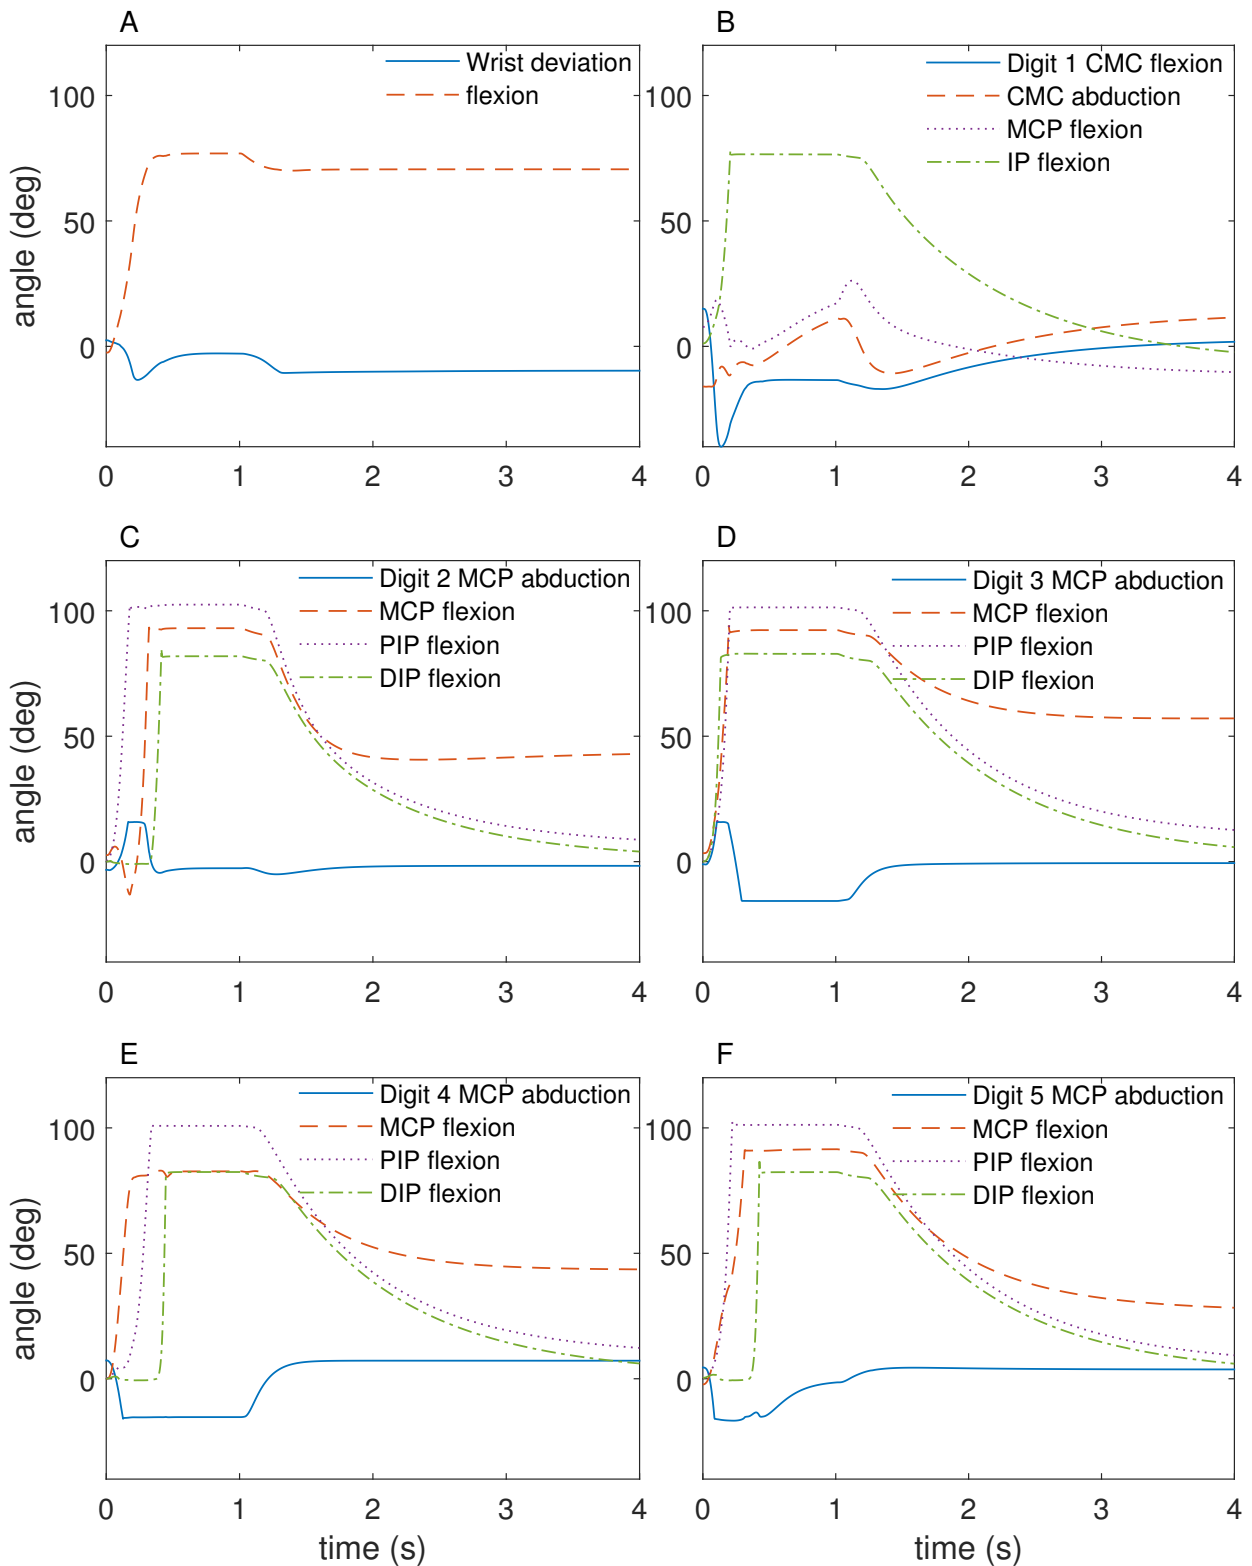 A
Wrist deviation
flexion
100
50
0
angle (deg)
0 1 2 3 4
B
Digit 1 CMC flexion
CMC abduction
MCP flexion
IP flexion
100
50
0
0 1 2 3 4
C
Digit 2 MCP abduction
MCP flexion
PIP flexion
DIP flexion
100
50
0
angle (deg)
0 1 2 3 4
D
Digit 3 MCP abduction
MCP flexion
PIP flexion
DIP flexion
100
50
0
0 1 2 3 4
E
Digit 4 MCP abduction
MCP flexion
PIP flexion
DIP flexion
100
50
0
angle (deg)
0 1 2 3 4
time (s)
F
Digit 5 MCP abduction
MCP flexion
PIP flexion
DIP flexion
100
50
0
0 1 2 3 4
time (s)